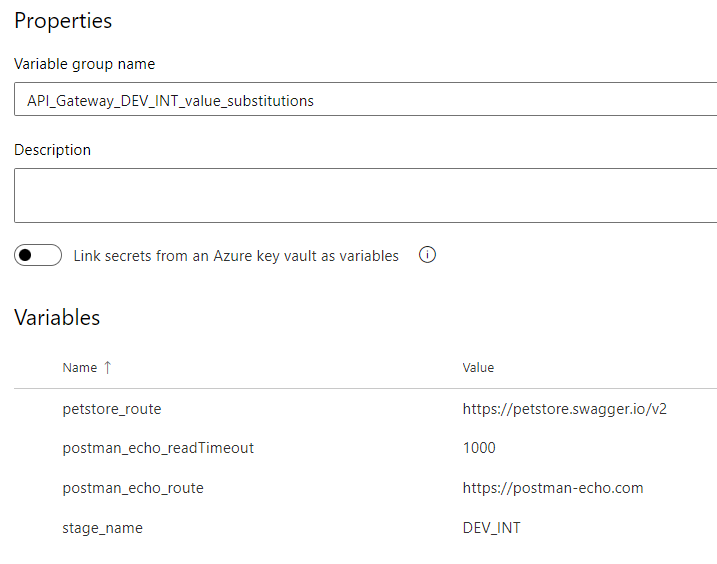 Properties
Variable group name
API_Gateway_DEV_INT_value_substitutions
Description
Link secrets from an Azure key vault as variables
Variables
Name ↑ Value
petstore_route https://petstore.swagger.io/v2
postman_echo_readTimeout 1000
postman_echo_route https://postman-echo.com
stage_name DEV_INT